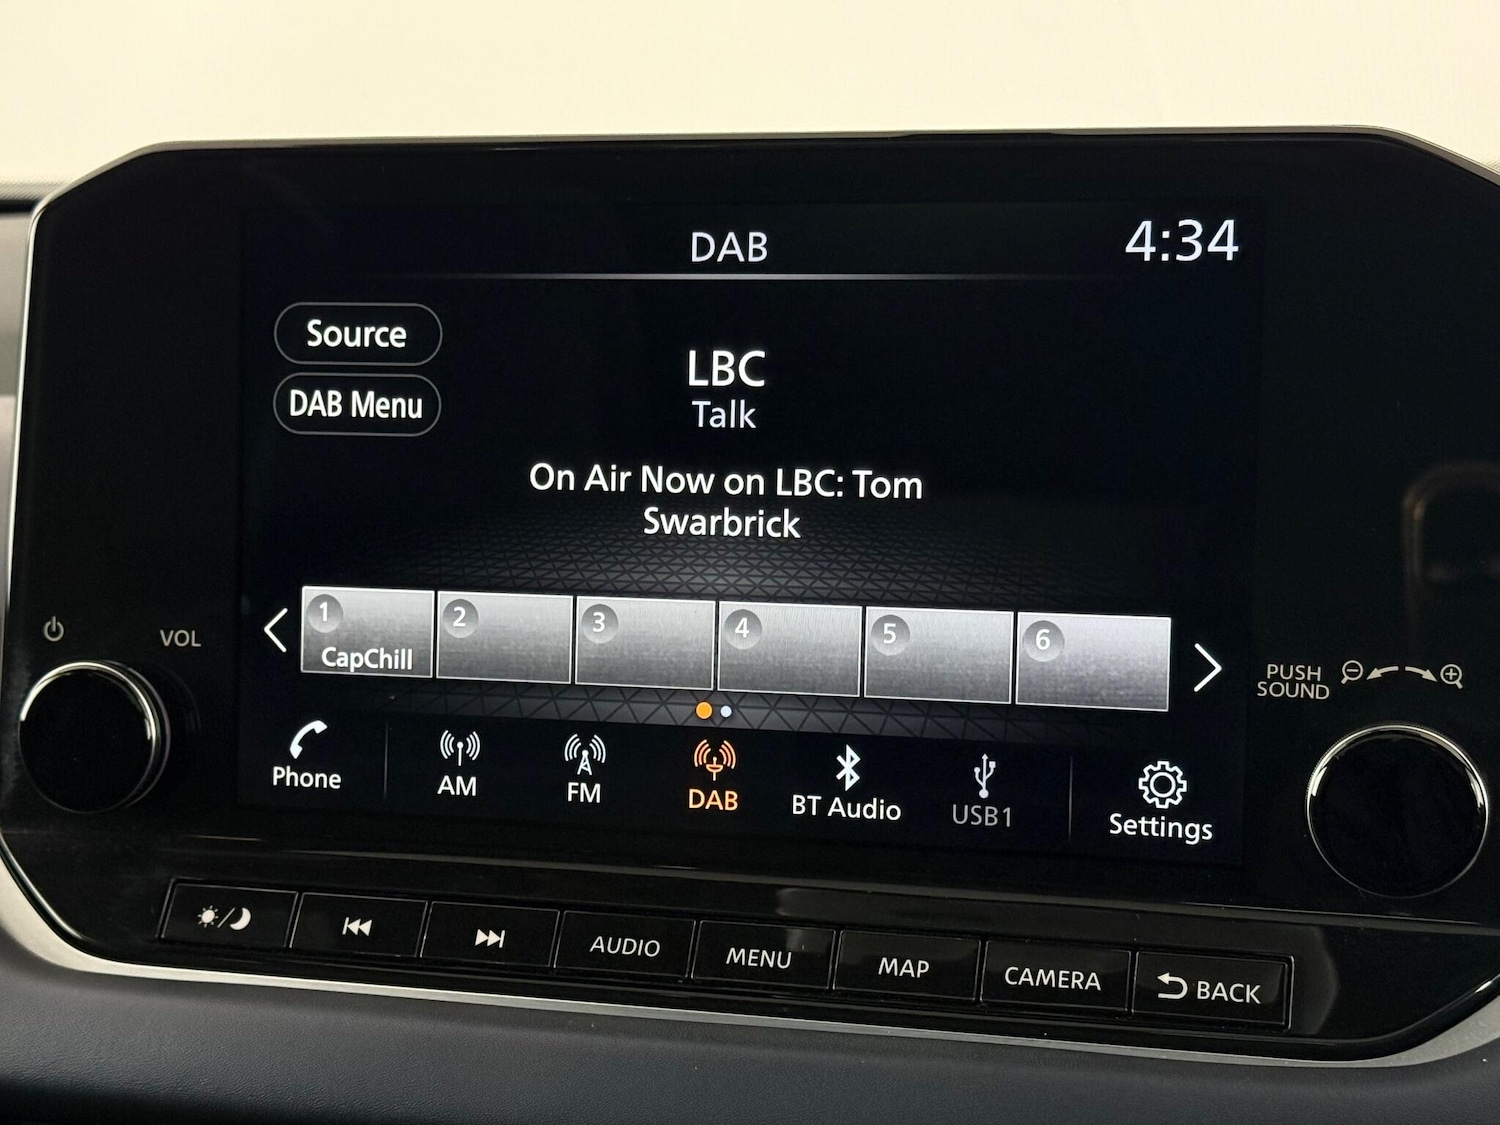 DAB
4:34
Source
LBC
DAB Menu
Talk
On Air Now on LBC: Tom
Swarbrick
1
2
3
4
5
6
CapChill
VOL
PUSH
SOUND
Phone
AM
FM
DAB
BT Audio
USB1
Settings
AUDIO
MENU
MAP
CAMERA
BACK